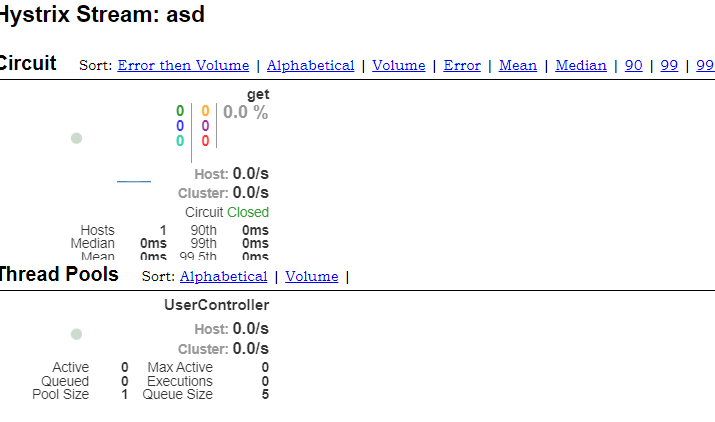 Hystrix Stream: asd
Circuit Sort: Error then Volume | Alphabetical | Volume | Error | Mean | Median | 90 | 99 | 99
get
0 0 0.0 %
0 0
0 0
Host: 0.0/s
Cluster: 0.0/s
Circuit Closed
Hosts 1 90th 0ms
Median 0ms 99th 0ms
Mean 0ms 99.5th 0ms
Thread Pools Sort: Alphabetical | Volume |
UserController
Host: 0.0/s
Cluster: 0.0/s
Active 0 Max Active 0
Queued 0 Executions 0
Pool Size 1 Queue Size 5